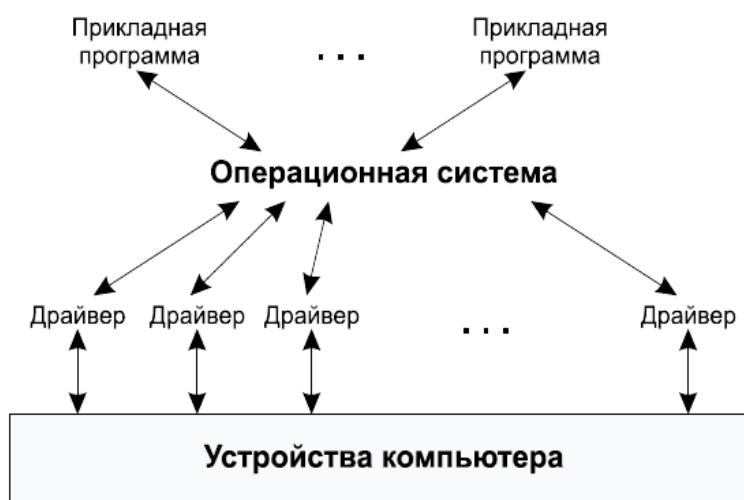 Прикладная Прикладная
программа ... программа
Операционная система
Драйвер Драйвер Драйвер ... Драйвер
Устройства компьютера